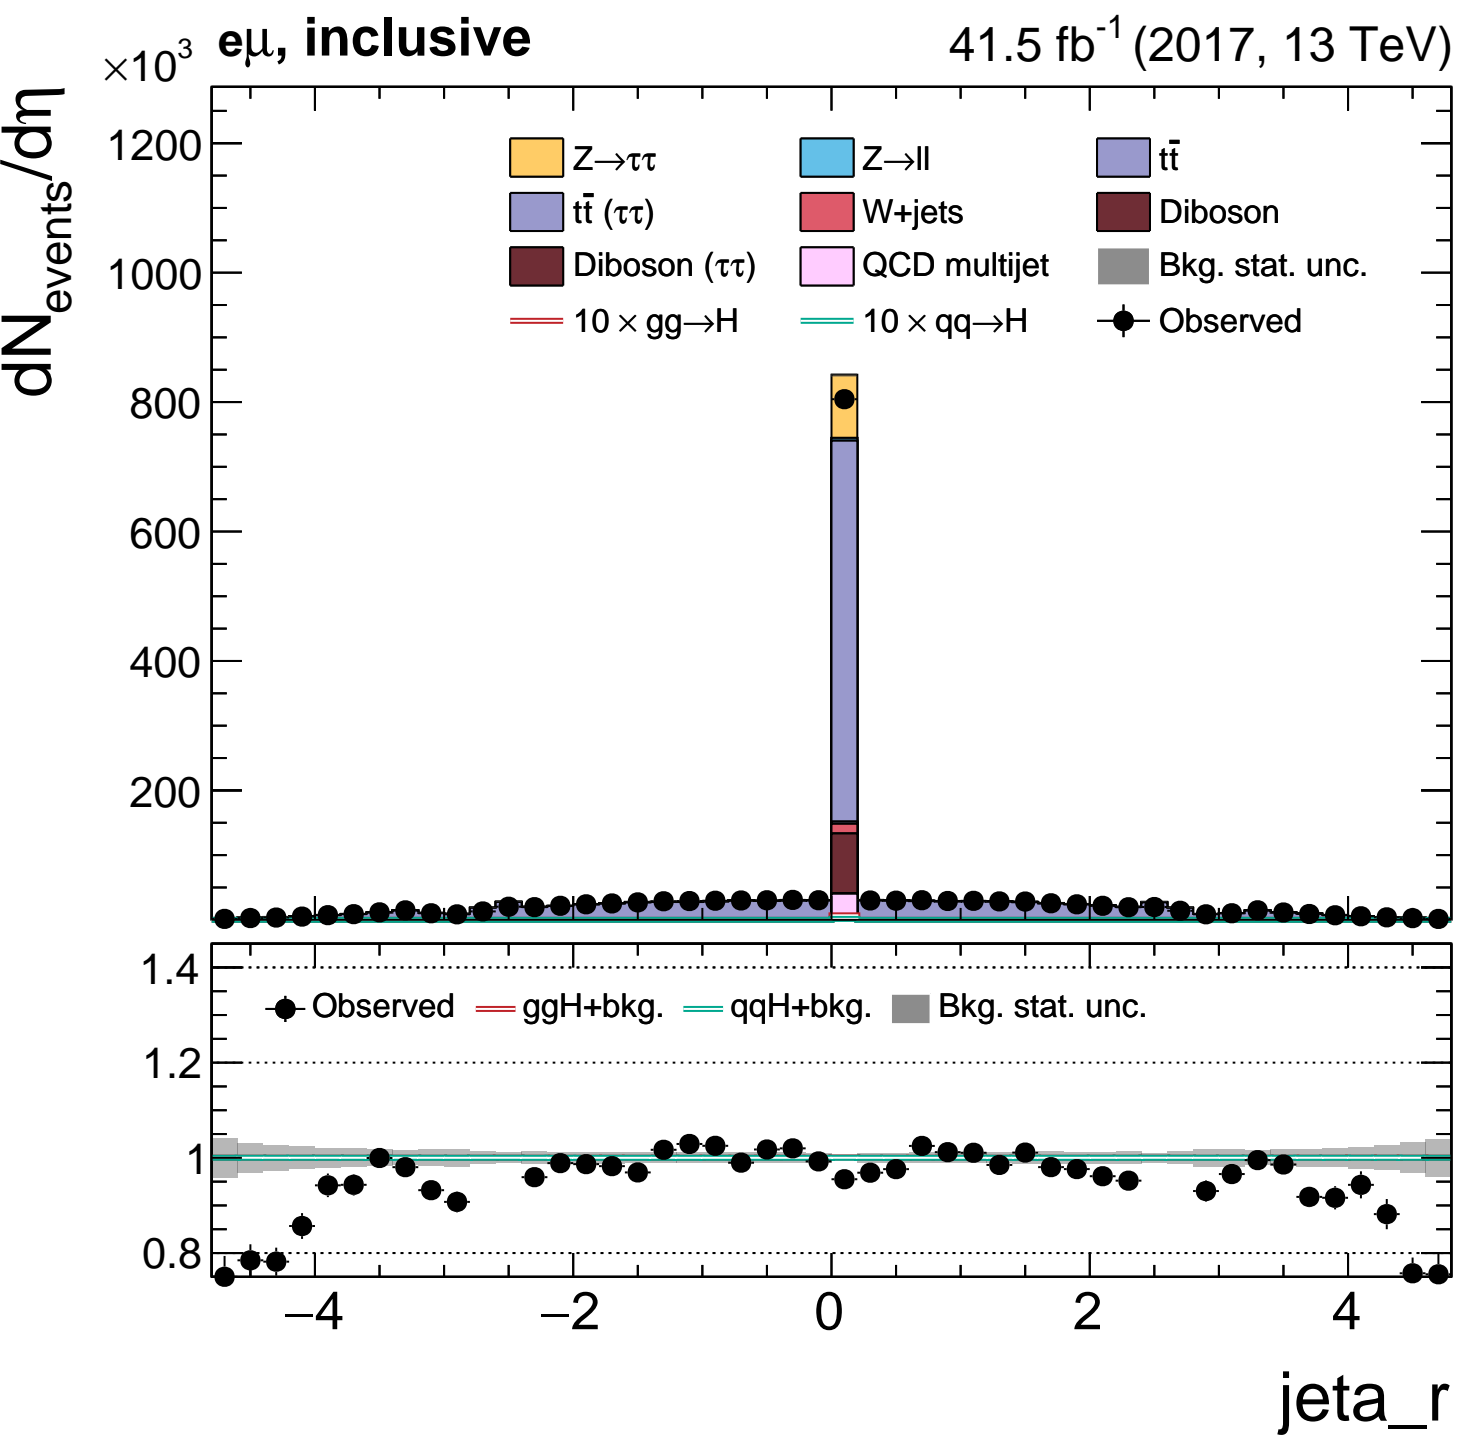 ×10³ eμ, inclusive 41.5 fb⁻¹ (2017, 13 TeV)
dN_events/dη
1200
1000
800
600
400
200
Z→ττ Z→ll tt̄
tt̄ (ττ) W+jets Diboson
Diboson (ττ) QCD multijet Bkg. stat. unc.
10 × gg→H 10 × qq→H Observed
1.4
1.2
1
0.8
Observed ggH+bkg. qqH+bkg. Bkg. stat. unc.
−4 −2 0 2 4
jeta_r